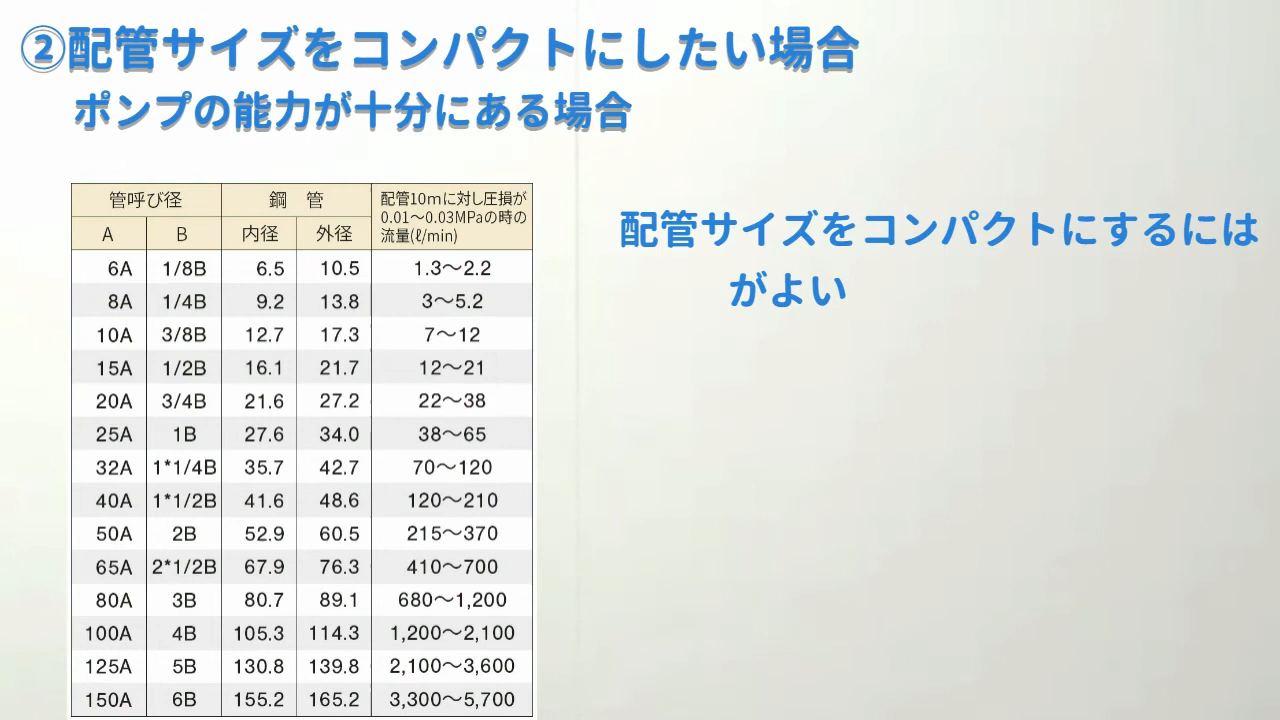 ②配管サイズをコンパクトにしたい場合
ポンプの能力が十分にある場合
管呼び径 鋼 管 配管10mに対し圧損が
0.01〜0.03MPaの時の
流量(ℓ/min)
A B 内径 外径
6A 1/8B 6.5 10.5 1.3〜2.2
8A 1/4B 9.2 13.8 3〜5.2
10A 3/8B 12.7 17.3 7〜12
15A 1/2B 16.1 21.7 12〜21
20A 3/4B 21.6 27.2 22〜38
25A 1B 27.6 34.0 38〜65
32A 1*1/4B 35.7 42.7 70〜120
40A 1*1/2B 41.6 48.6 120〜210
50A 2B 52.9 60.5 215〜370
65A 2*1/2B 67.9 76.3 410〜700
80A 3B 80.7 89.1 680〜1,200
100A 4B 105.3 114.3 1,200〜2,100
125A 5B 130.8 139.8 2,100〜3,600
150A 6B 155.2 165.2 3,300〜5,700
配管サイズをコンパクトにするには
がよい